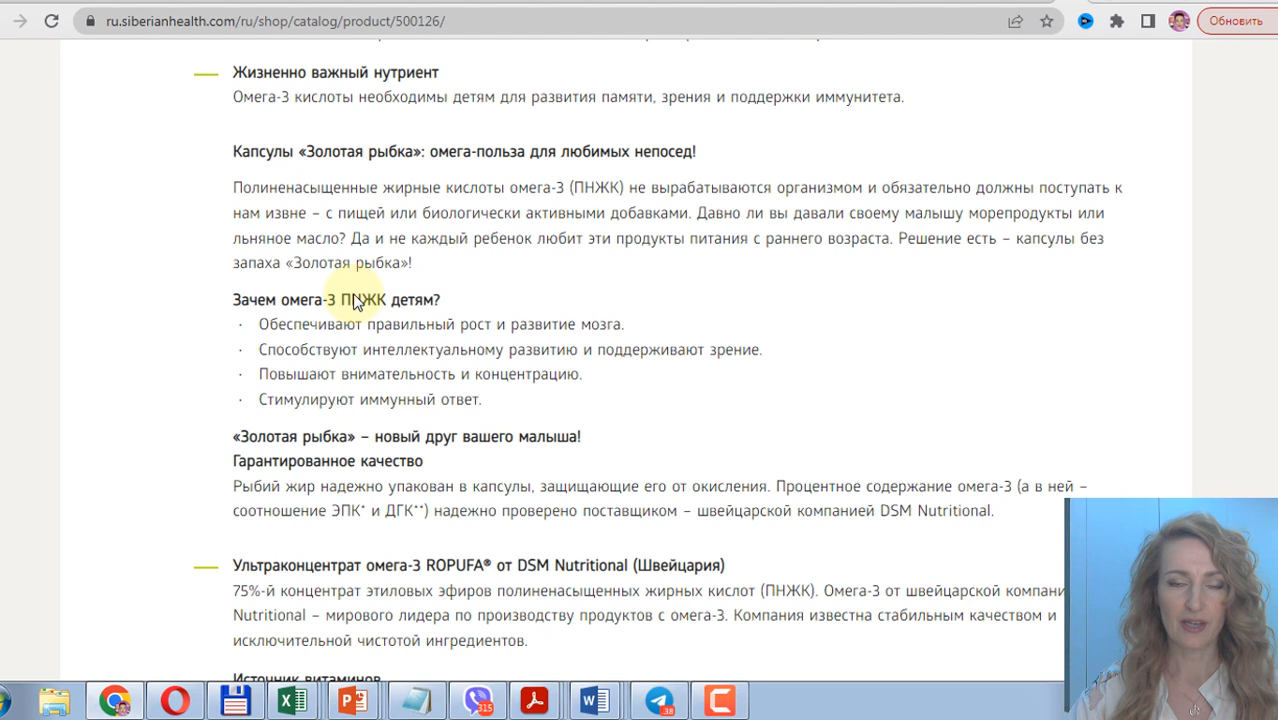 ru.siberianhealth.com/ru/shop/catalog/product/500126/
Обновить
Жизненно важный нутриент
Омега-3 кислоты необходимы детям для развития памяти, зрения и поддержки иммунитета.
Капсулы «Золотая рыбка»: омега-польза для любимых непосед!
Полиненасыщенные жирные кислоты омега-3 (ПНЖК) не вырабатываются организмом и обязательно должны поступать к
нам извне – с пищей или биологически активными добавками. Давно ли вы давали своему малышу морепродукты или
льняное масло? Да и не каждый ребенок любит эти продукты питания с раннего возраста. Решение есть – капсулы без
запаха «Золотая рыбка»!
Зачем омега-3 ПНЖК детям?
· Обеспечивают правильный рост и развитие мозга.
· Способствуют интеллектуальному развитию и поддерживают зрение.
· Повышают внимательность и концентрацию.
· Стимулируют иммунный ответ.
«Золотая рыбка» – новый друг вашего малыша!
Гарантированное качество
Рыбий жир надежно упакован в капсулы, защищающие его от окисления. Процентное содержание омега-3 (а в ней –
соотношение ЭПК* и ДГК**) надежно проверено поставщиком – швейцарской компанией DSM Nutritional.
Ультраконцентрат омега-3 ROPUFA® от DSM Nutritional (Швейцария)
75%-й концентрат этиловых эфиров полиненасыщенных жирных кислот (ПНЖК). Омега-3 от швейцарской компани
Nutritional – мирового лидера по производству продуктов с омега-3. Компания известна стабильным качеством и
исключительной чистотой ингредиентов.
Источник витаминов
315
38